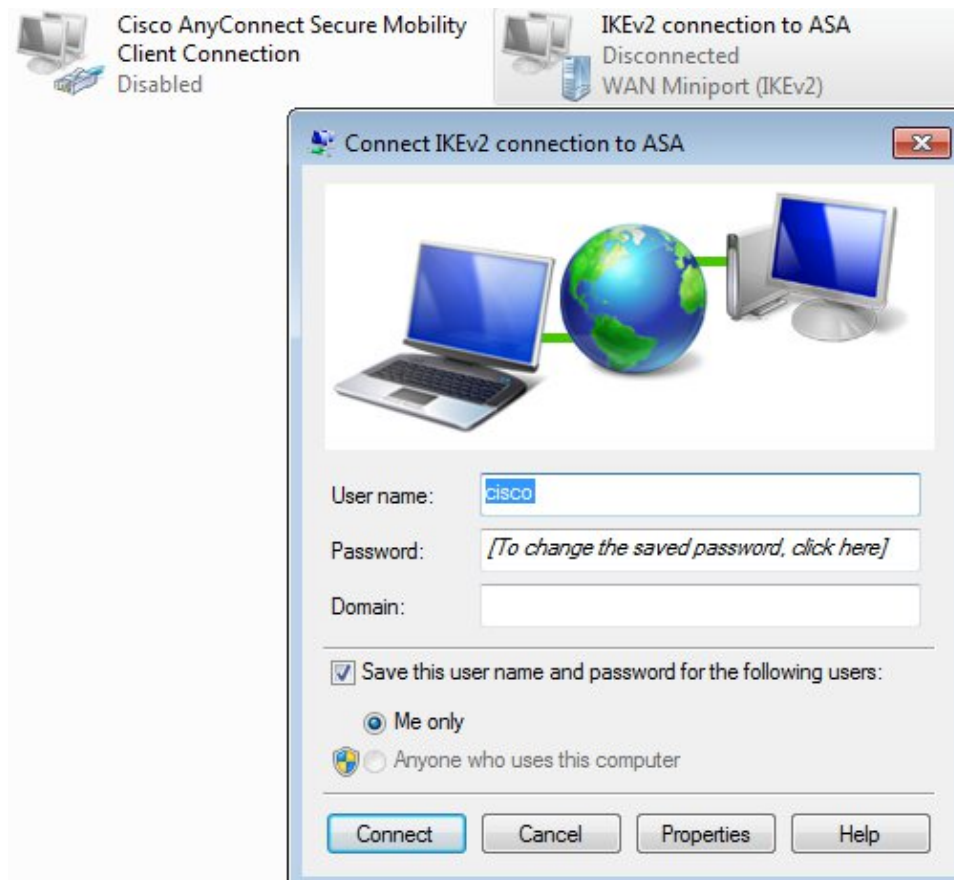 Cisco AnyConnect Secure Mobility
Client Connection
Disabled
IKEv2 connection to ASA
Disconnected
WAN Miniport (IKEv2)
Connect IKEv2 connection to ASA
User name:
cisco
Password:
[To change the saved password, click here]
Domain:
Save this user name and password for the following users:
Me only
Anyone who uses this computer
Connect
Cancel
Properties
Help